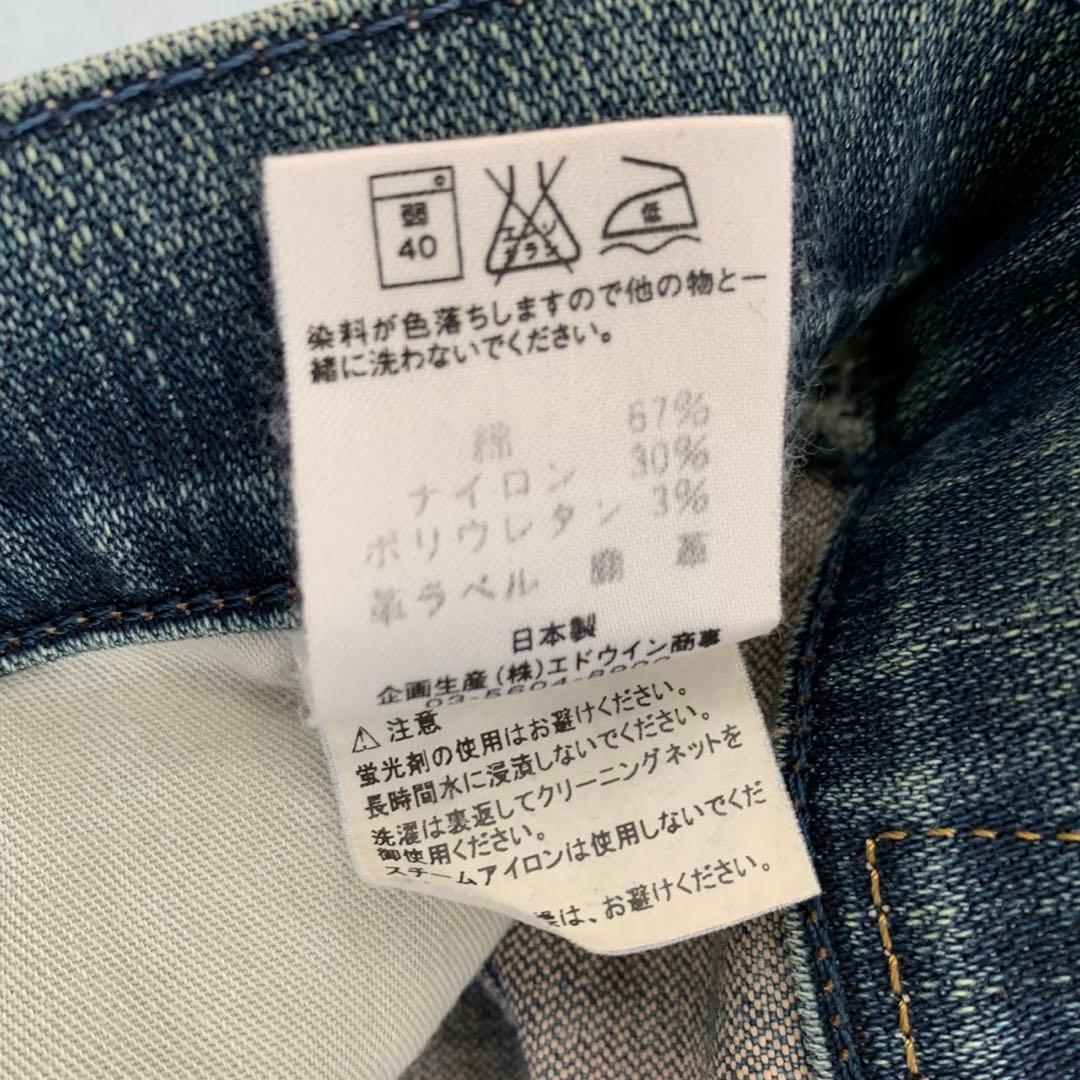 弱
40
エンソ
サラシ
低
染料が色落ちしますので他の物と一
緒に洗わないでください。
綿 67%
ナイロン 30%
ポリウレタン 3%
革ラベル 革
日本製
企画生産(株)エドウイン商事
03-5604-
注意
蛍光剤の使用はお避けください。
長時間水に浸漬しないでください。
洗濯は裏返してクリーニングネットを
御使用ください。
スチームアイロンは使用しないでくだ
は、お避けください。